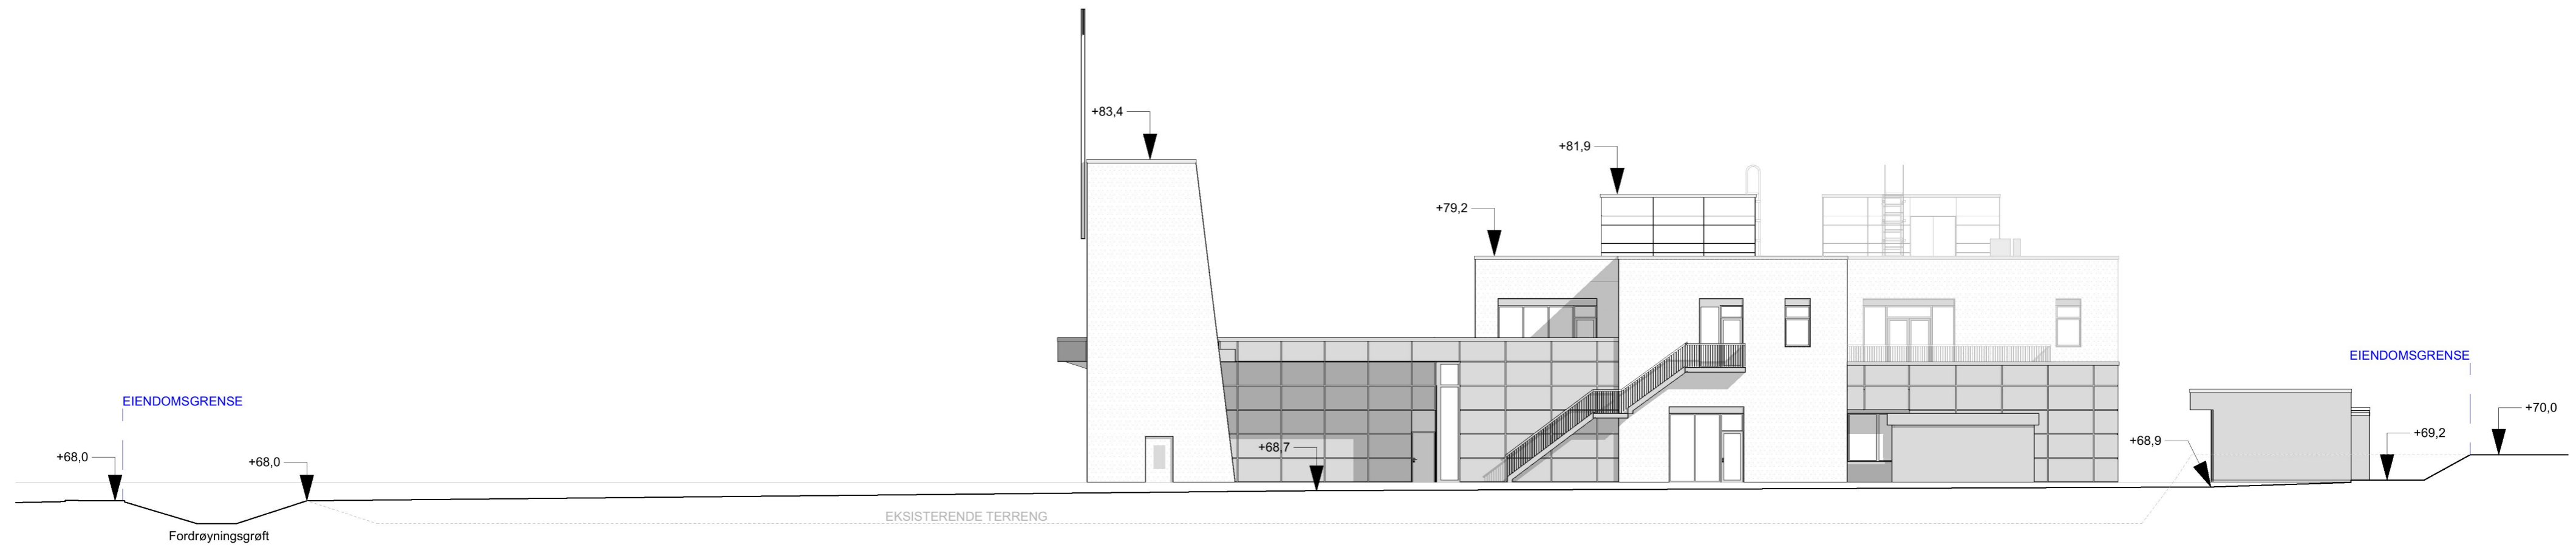 +83,4
+81,9
+79,2
EIENDOMSGRENSE
EIENDOMSGRENSE
+70,0
+69,2
+68,9
+68,7
+68,0
+68,0
EKSISTERENDE TERRENG
Fordrøyningsgrøft